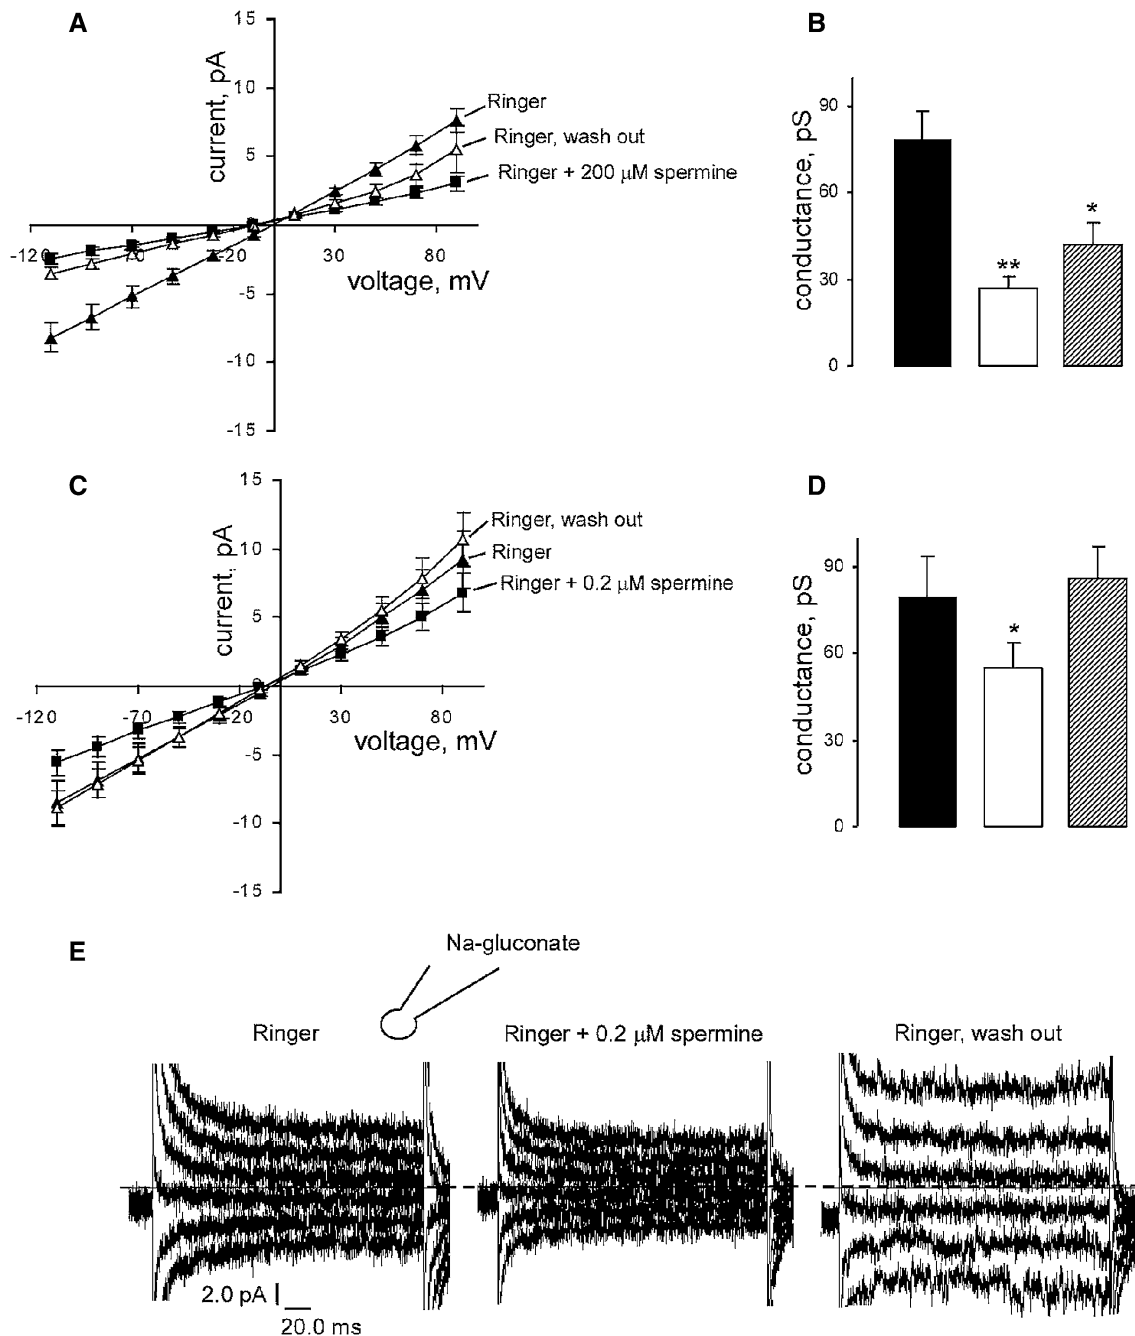 A
15
10
5
-5
-10
-15
current, pA
-120
-70
-20
30
80
voltage, mV
Ringer
Ringer, wash out
Ringer + 200 µM spermine
B
90
60
30
0
conductance, pS
**
*
C
15
10
5
0
-5
-10
-15
current, pA
-120
-70
-20
30
80
voltage, mV
Ringer, wash out
Ringer
Ringer + 0.2 µM spermine
D
90
60
30
0
conductance, pS
*
E
Na-gluconate
Ringer
Ringer + 0.2 µM spermine
Ringer, wash out
2.0 pA
20.0 ms